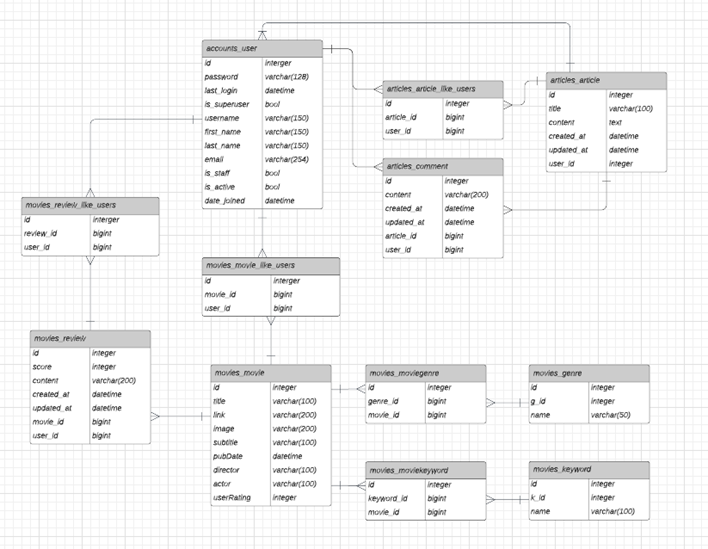 accounts_user
id interger
password varchar(128)
last_login datetime
is_superuser bool
username varchar(150)
first_name varchar(150)
last_name varchar(150)
email varchar(254)
is_staff bool
is_active bool
date_joined datetime
articles_article_like_users
id integer
article_id bigint
user_id bigint
articles_article
id integer
title varchar(100)
content text
created_at datetime
updated_at datetime
user_id integer
articles_comment
id integer
content varchar(200)
created_at datetime
updated_at datetime
article_id bigint
user_id bigint
movies_review_like_users
id interger
review_id bigint
user_id bigint
movies_movie_like_users
id interger
movie_id bigint
user_id bigint
movies_review
id integer
score integer
content varchar(200)
created_at datetime
updated_at datetime
movie_id bigint
user_id bigint
movies_movie
id integer
title varchar(100)
link varchar(200)
image varchar(200)
subtitle varchar(100)
pubDate datetime
director varchar(100)
actor varchar(100)
userRating integer
movies_moviegenre
id integer
genre_id bigint
movie_id bigint
movies_genre
id integer
g_id integer
name varchar(50)
movies_moviekeyword
id integer
keyword_id bigint
movie_id bigint
movies_keyword
id integer
k_id integer
name varchar(100)